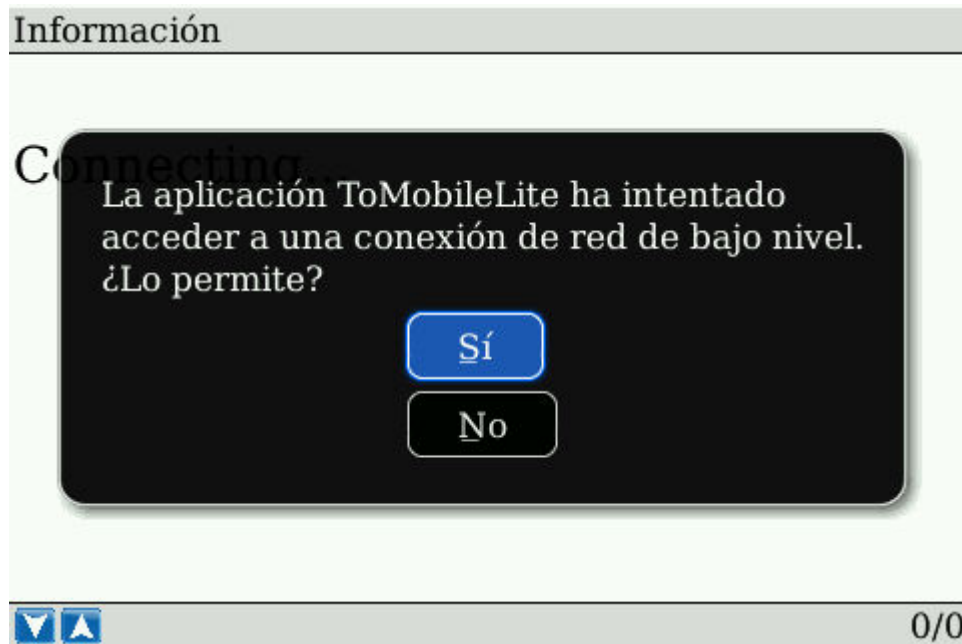 Información
Connecting...
La aplicación ToMobileLite ha intentado
acceder a una conexión de red de bajo nivel.
¿Lo permite?
Sí
No
0/0